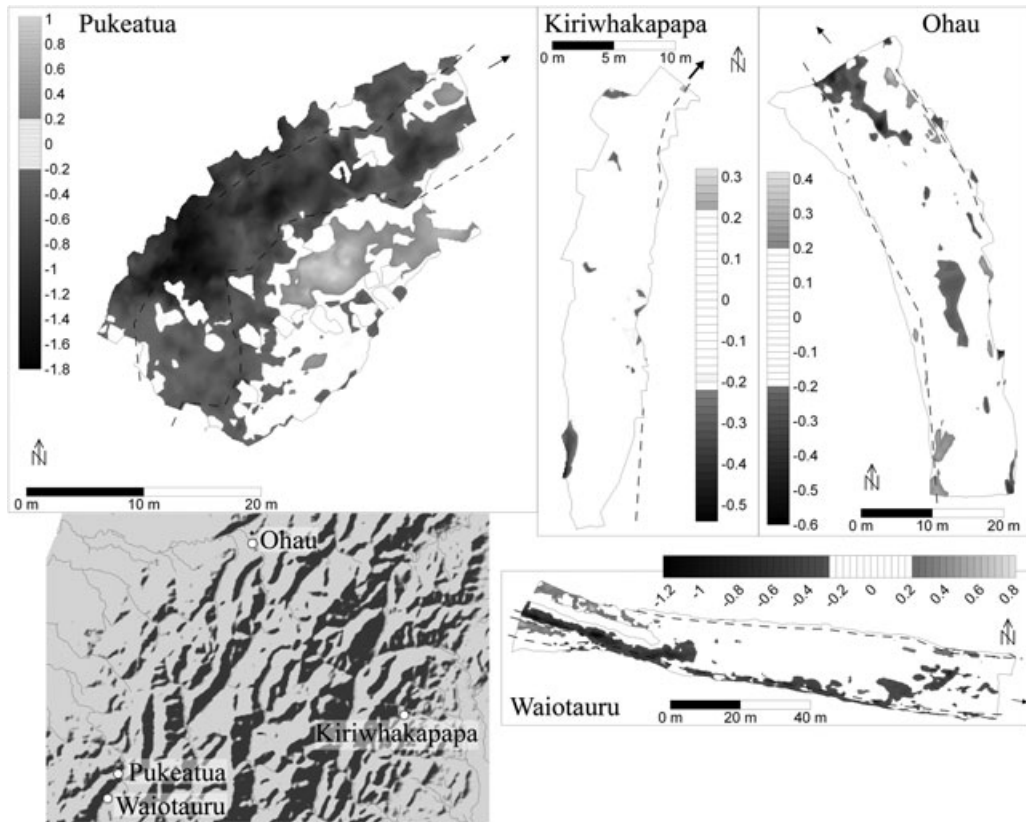 Pukeatua
1
0.8
0.6
0.4
0.2
0
-0.2
-0.4
-0.6
-0.8
-1
-1.2
-1.4
-1.6
-1.8
N
0 m 10 m 20 m
Kiriwhakapapa
0 m 5 m 10 m
N
0.3
0.2
0.1
0
-0.1
-0.2
-0.3
-0.4
-0.5
Ohau
0.4
0.3
0.2
0.1
0
-0.1
-0.2
-0.3
-0.4
-0.5
-0.6
N
0 m 10 m 20 m
Ohau
Kiriwhakapapa
Pukeatua
Waiotauru
-1.2 -1 -0.8 -0.6 -0.4 -0.2 0 0.2 0.4 0.6 0.8
N
Waiotauru
0 m 20 m 40 m